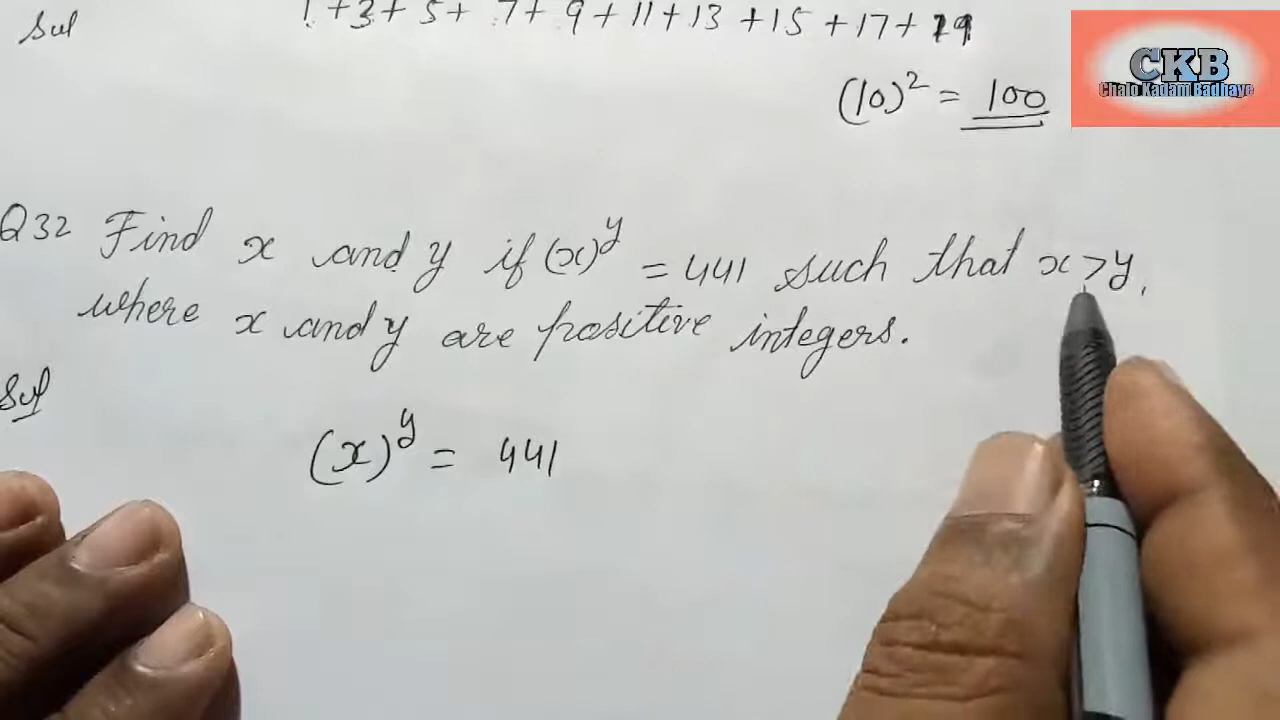 Sol
1+3+5+7+9+11+13+15+17+19
CKB
Chalo Kadam Badhaye
(10)² = 100
Q32 Find x and y if (x)^y = 441 such that x>y,
where x and y are positive integers.
Sol
(x)^y = 441